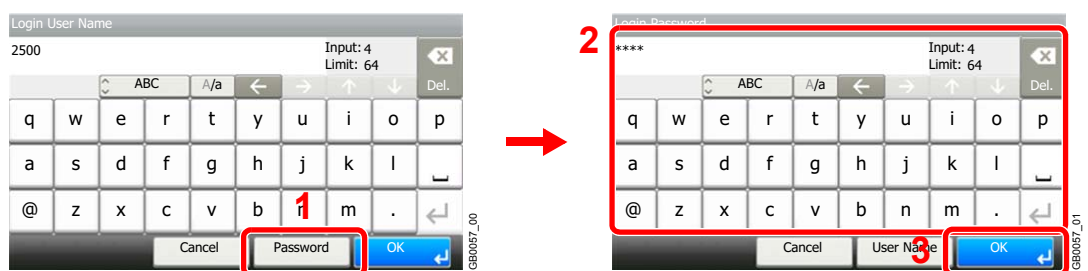 Login User Name
2500
Input: 4
Limit: 64
Del.
ABC
A/a
q w e r t y u i o p
a s d f g h j k l
@ z x c v b n m .
1
Cancel Password OK
GB0057_00
2
Login Password
****
Input: 4
Limit: 64
Del.
ABC
A/a
q w e r t y u i o p
a s d f g h j k l
@ z x c v b n m .
Cancel User Name OK
3
GB0057_01